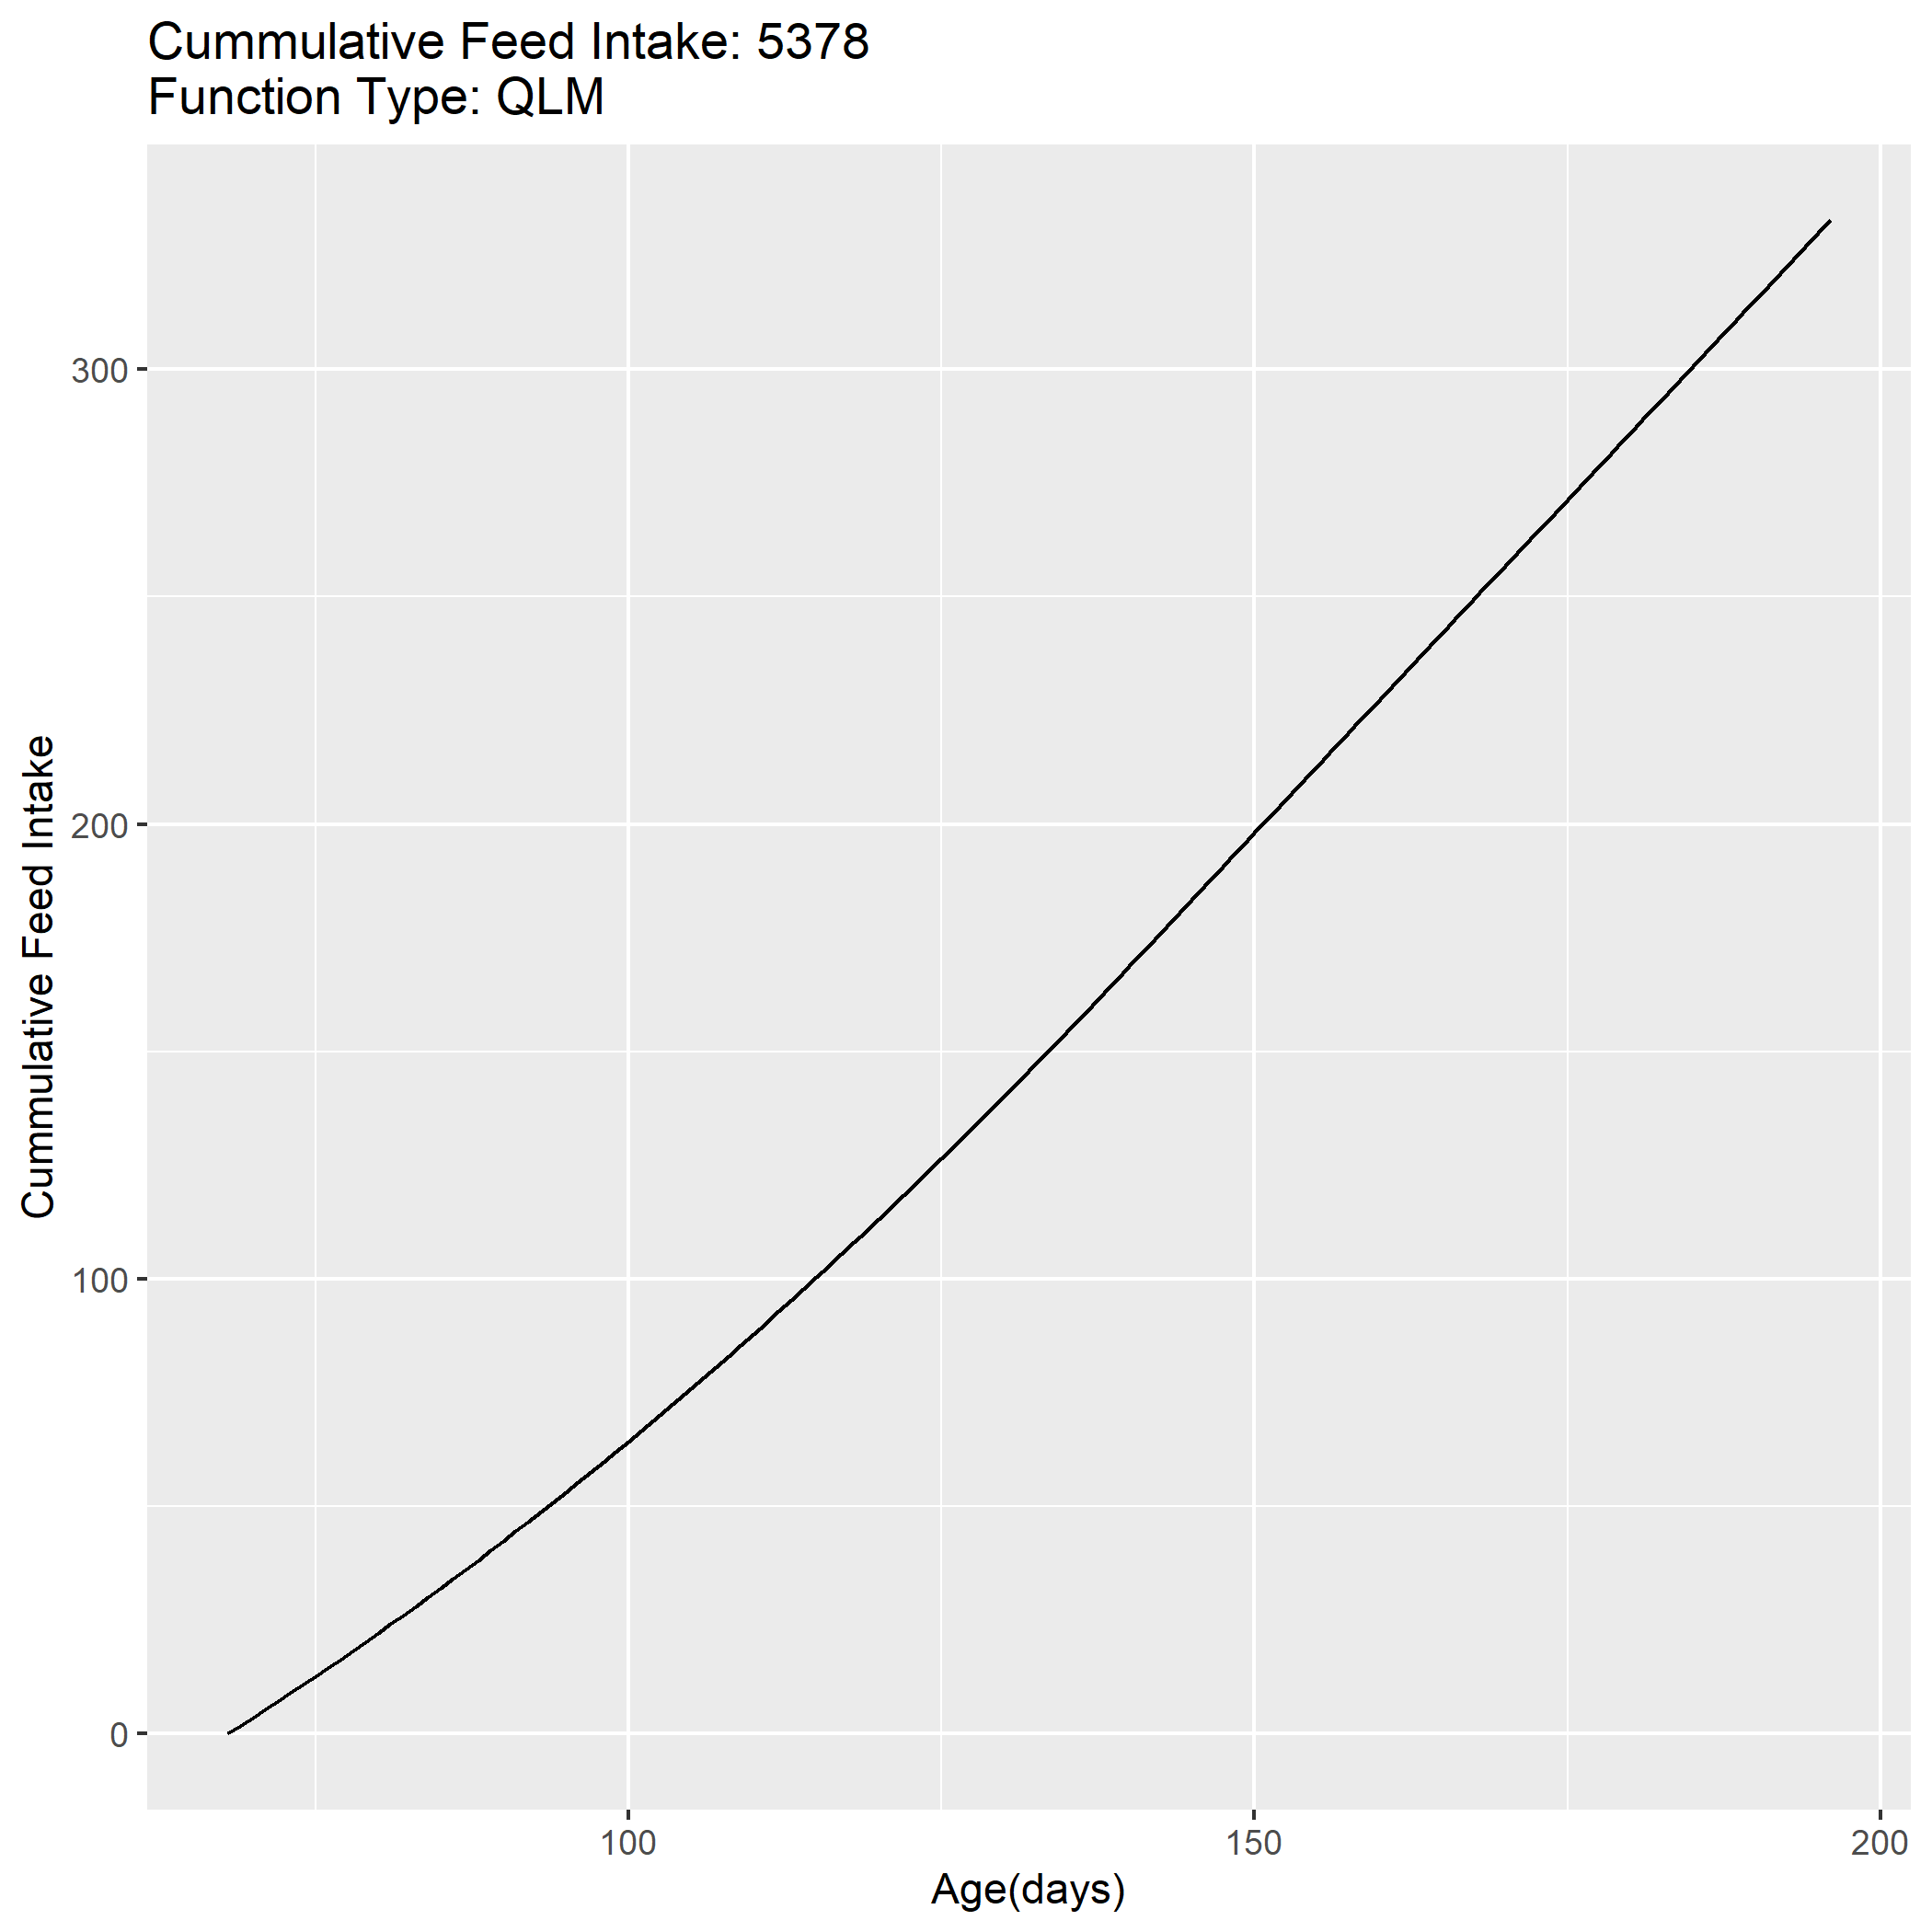 Cummulative Feed Intake: 5378
Function Type: QLM
Cummulative Feed Intake
300
200
100
0
100
150
200
Age(days)